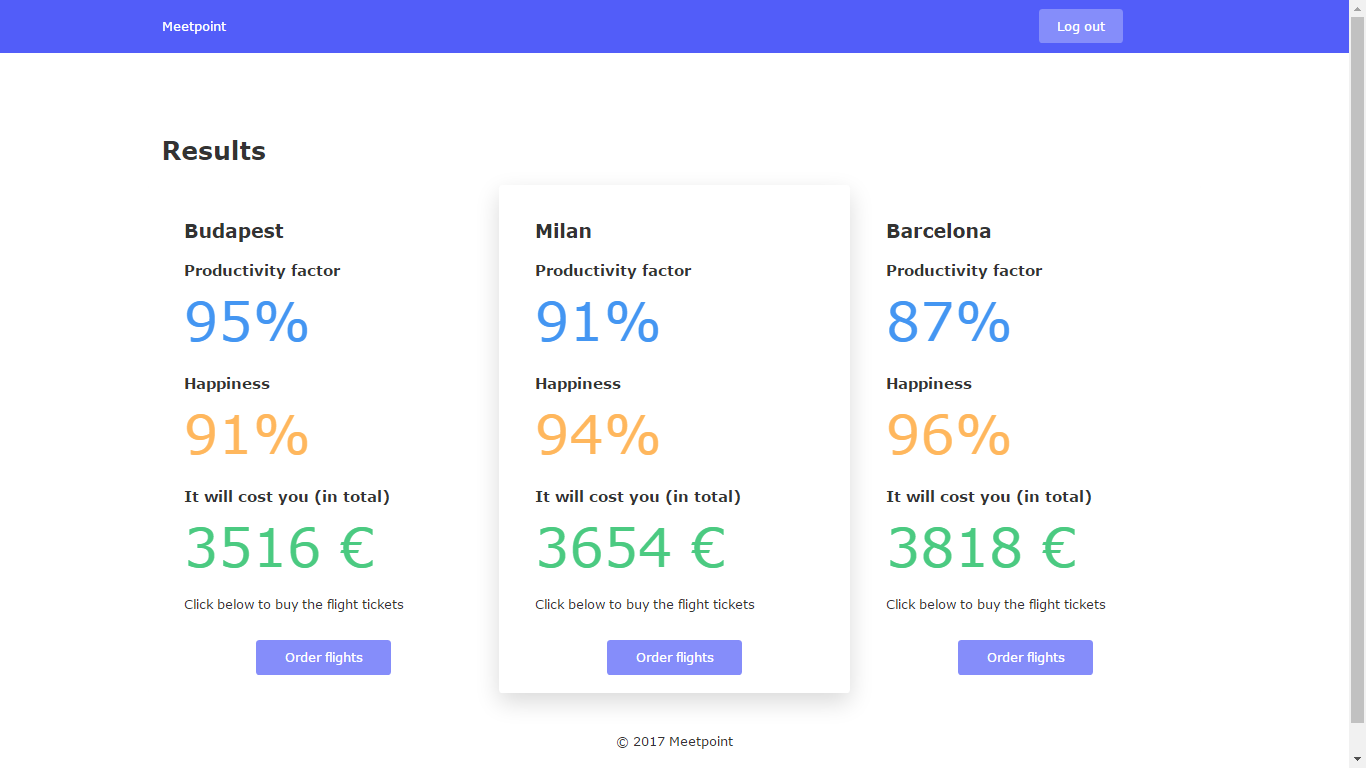 Meetpoint
Log out
Results
Budapest
Productivity factor
95%
Happiness
91%
It will cost you (in total)
3516 €
Click below to buy the flight tickets
Order flights
Milan
Productivity factor
91%
Happiness
94%
It will cost you (in total)
3654 €
Click below to buy the flight tickets
Order flights
Barcelona
Productivity factor
87%
Happiness
96%
It will cost you (in total)
3818 €
Click below to buy the flight tickets
Order flights
© 2017 Meetpoint